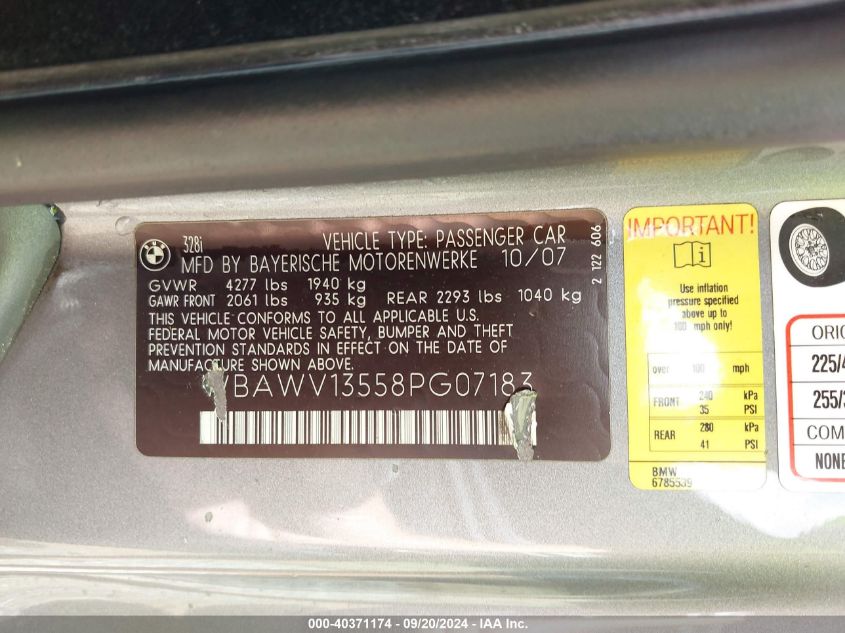 BMW
328i
VEHICLE TYPE: PASSENGER CAR
MFD BY BAYERISCHE MOTORENWERKE 10/07
GVWR 4277 lbs 1940 kg
GAWR FRONT 2061 lbs 935 kg REAR 2293 lbs 1040 kg
THIS VEHICLE CONFORMS TO ALL APPLICABLE U.S.
FEDERAL MOTOR VEHICLE SAFETY, BUMPER AND THEFT
PREVENTION STANDARDS IN EFFECT ON THE DATE OF
MANUFACTURE SHOWN ABOVE.
WBAWV13558PG07183
2 122 606
IMPORTANT!
Use inflation
pressure specified
above up to
100 mph only!
over 100 mph
FRONT 240 kPa
35 PSI
REAR 280 kPa
41 PSI
BMW
6785539
ORIG
225/4
255/3
COMP
NONE
000-40371174 - 09/20/2024 - IAA Inc.